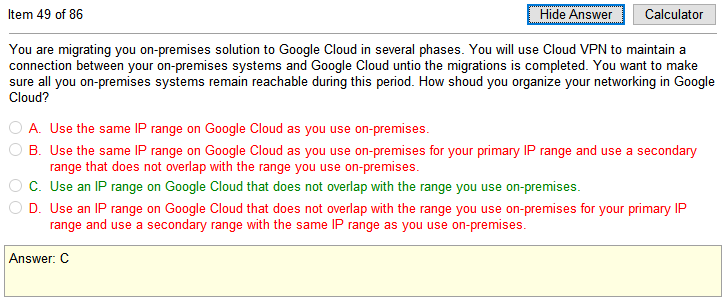 Item 49 of 86
Hide Answer
Calculator
You are migrating you on-premises solution to Google Cloud in several phases. You will use Cloud VPN to maintain a
connection between your on-premises systems and Google Cloud untio the migrations is completed. You want to make
sure all you on-premises systems remain reachable during this period. How shoud you organize your networking in Google
Cloud?
A. Use the same IP range on Google Cloud as you use on-premises.
B. Use the same IP range on Google Cloud as you use on-premises for your primary IP range and use a secondary
range that does not overlap with the range you use on-premises.
C. Use an IP range on Google Cloud that does not overlap with the range you use on-premises.
D. Use an IP range on Google Cloud that does not overlap with the range you use on-premises for your primary IP
range and use a secondary range with the same IP range as you use on-premises.
Answer: C